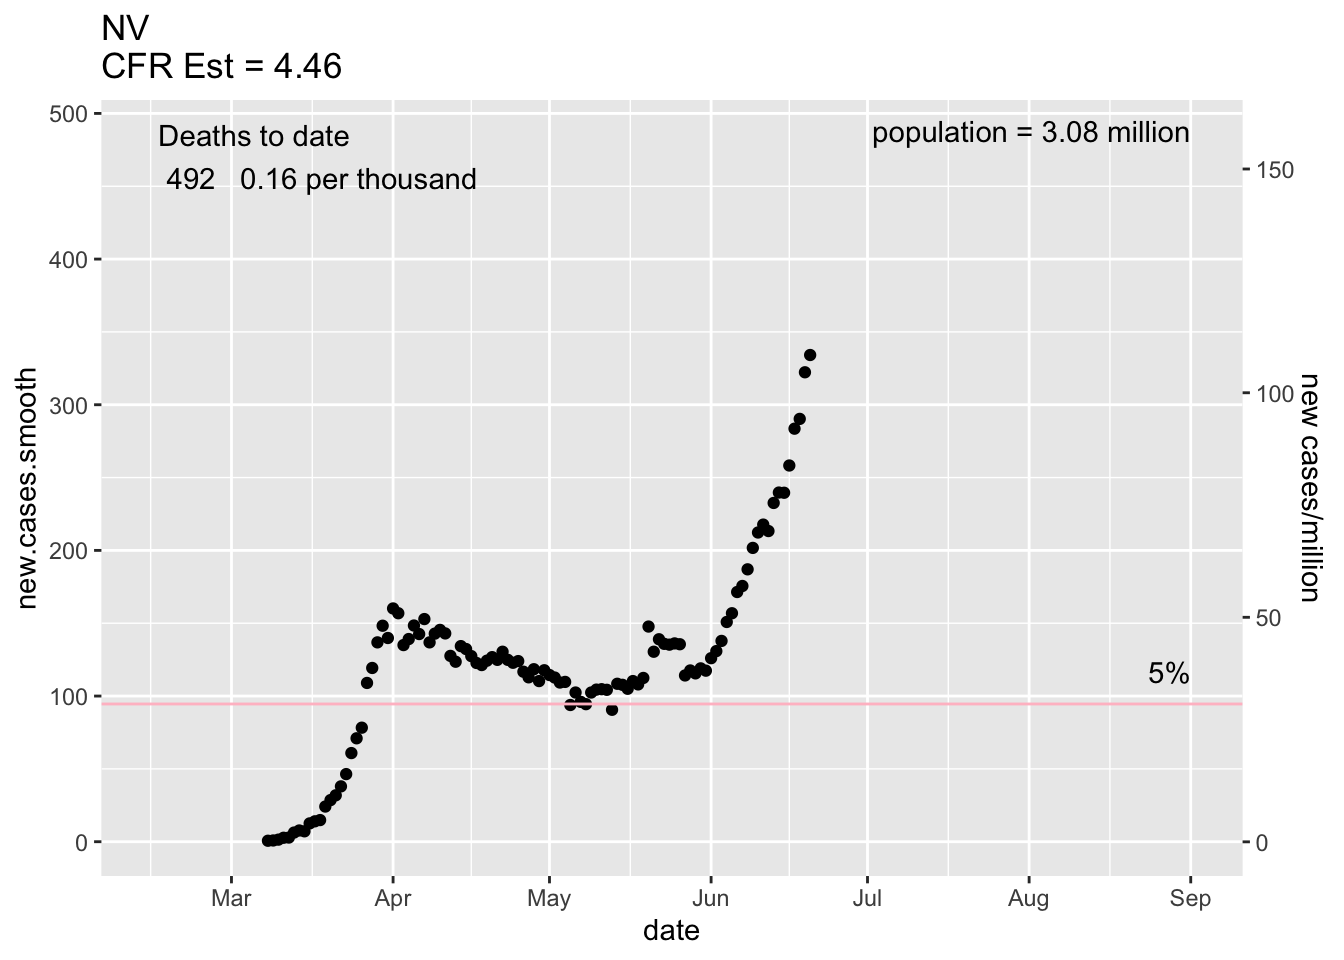 NV
CFR Est = 4.46
Deaths to date
492 0.16 per thousand
population = 3.08 million
5%
500
400
300
200
100
0
new.cases.smooth
150
100
50
0
new cases/million
Mar Apr May Jun Jul Aug Sep
date